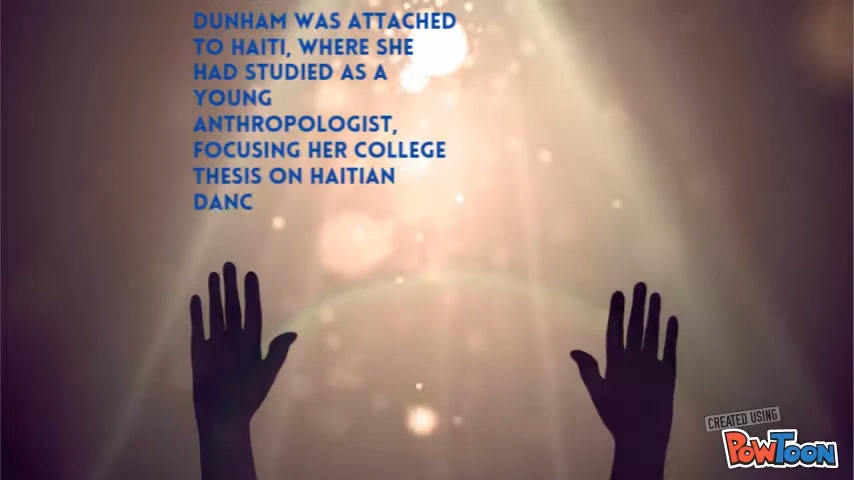 DUNHAM WAS ATTACHED
TO HAITI, WHERE SHE
HAD STUDIED AS A
YOUNG
ANTHROPOLOGIST,
FOCUSING HER COLLEGE
THESIS ON HAITIAN
DANC
CREATED USING
POWTOON